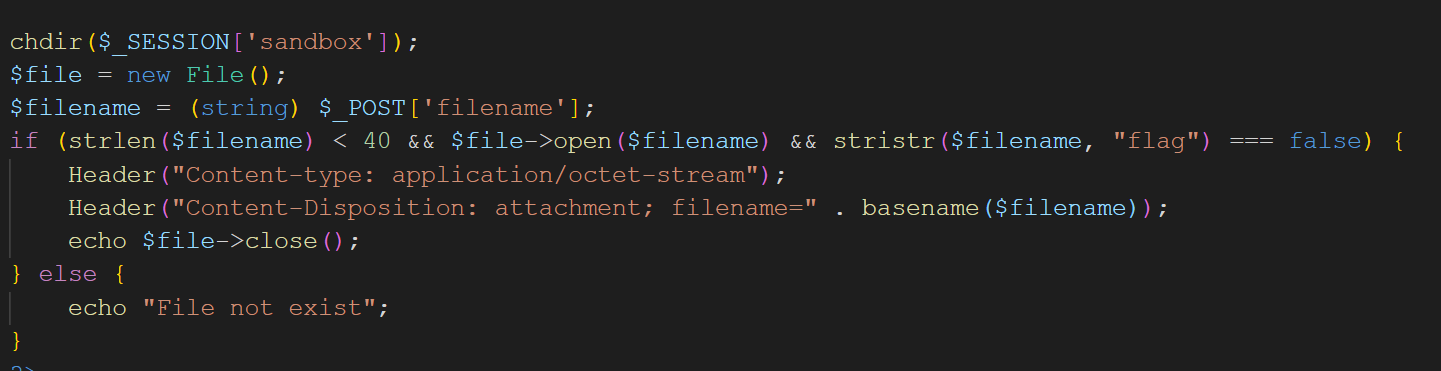 chdir($_SESSION['sandbox']);
$file = new File();
$filename = (string) $_POST['filename'];
if (strlen($filename) < 40 && $file->open($filename) && stristr($filename, "flag") === false) {
    Header("Content-type: application/octet-stream");
    Header("Content-Disposition: attachment; filename=" . basename($filename));
    echo $file->close();
} else {
    echo "File not exist";
}